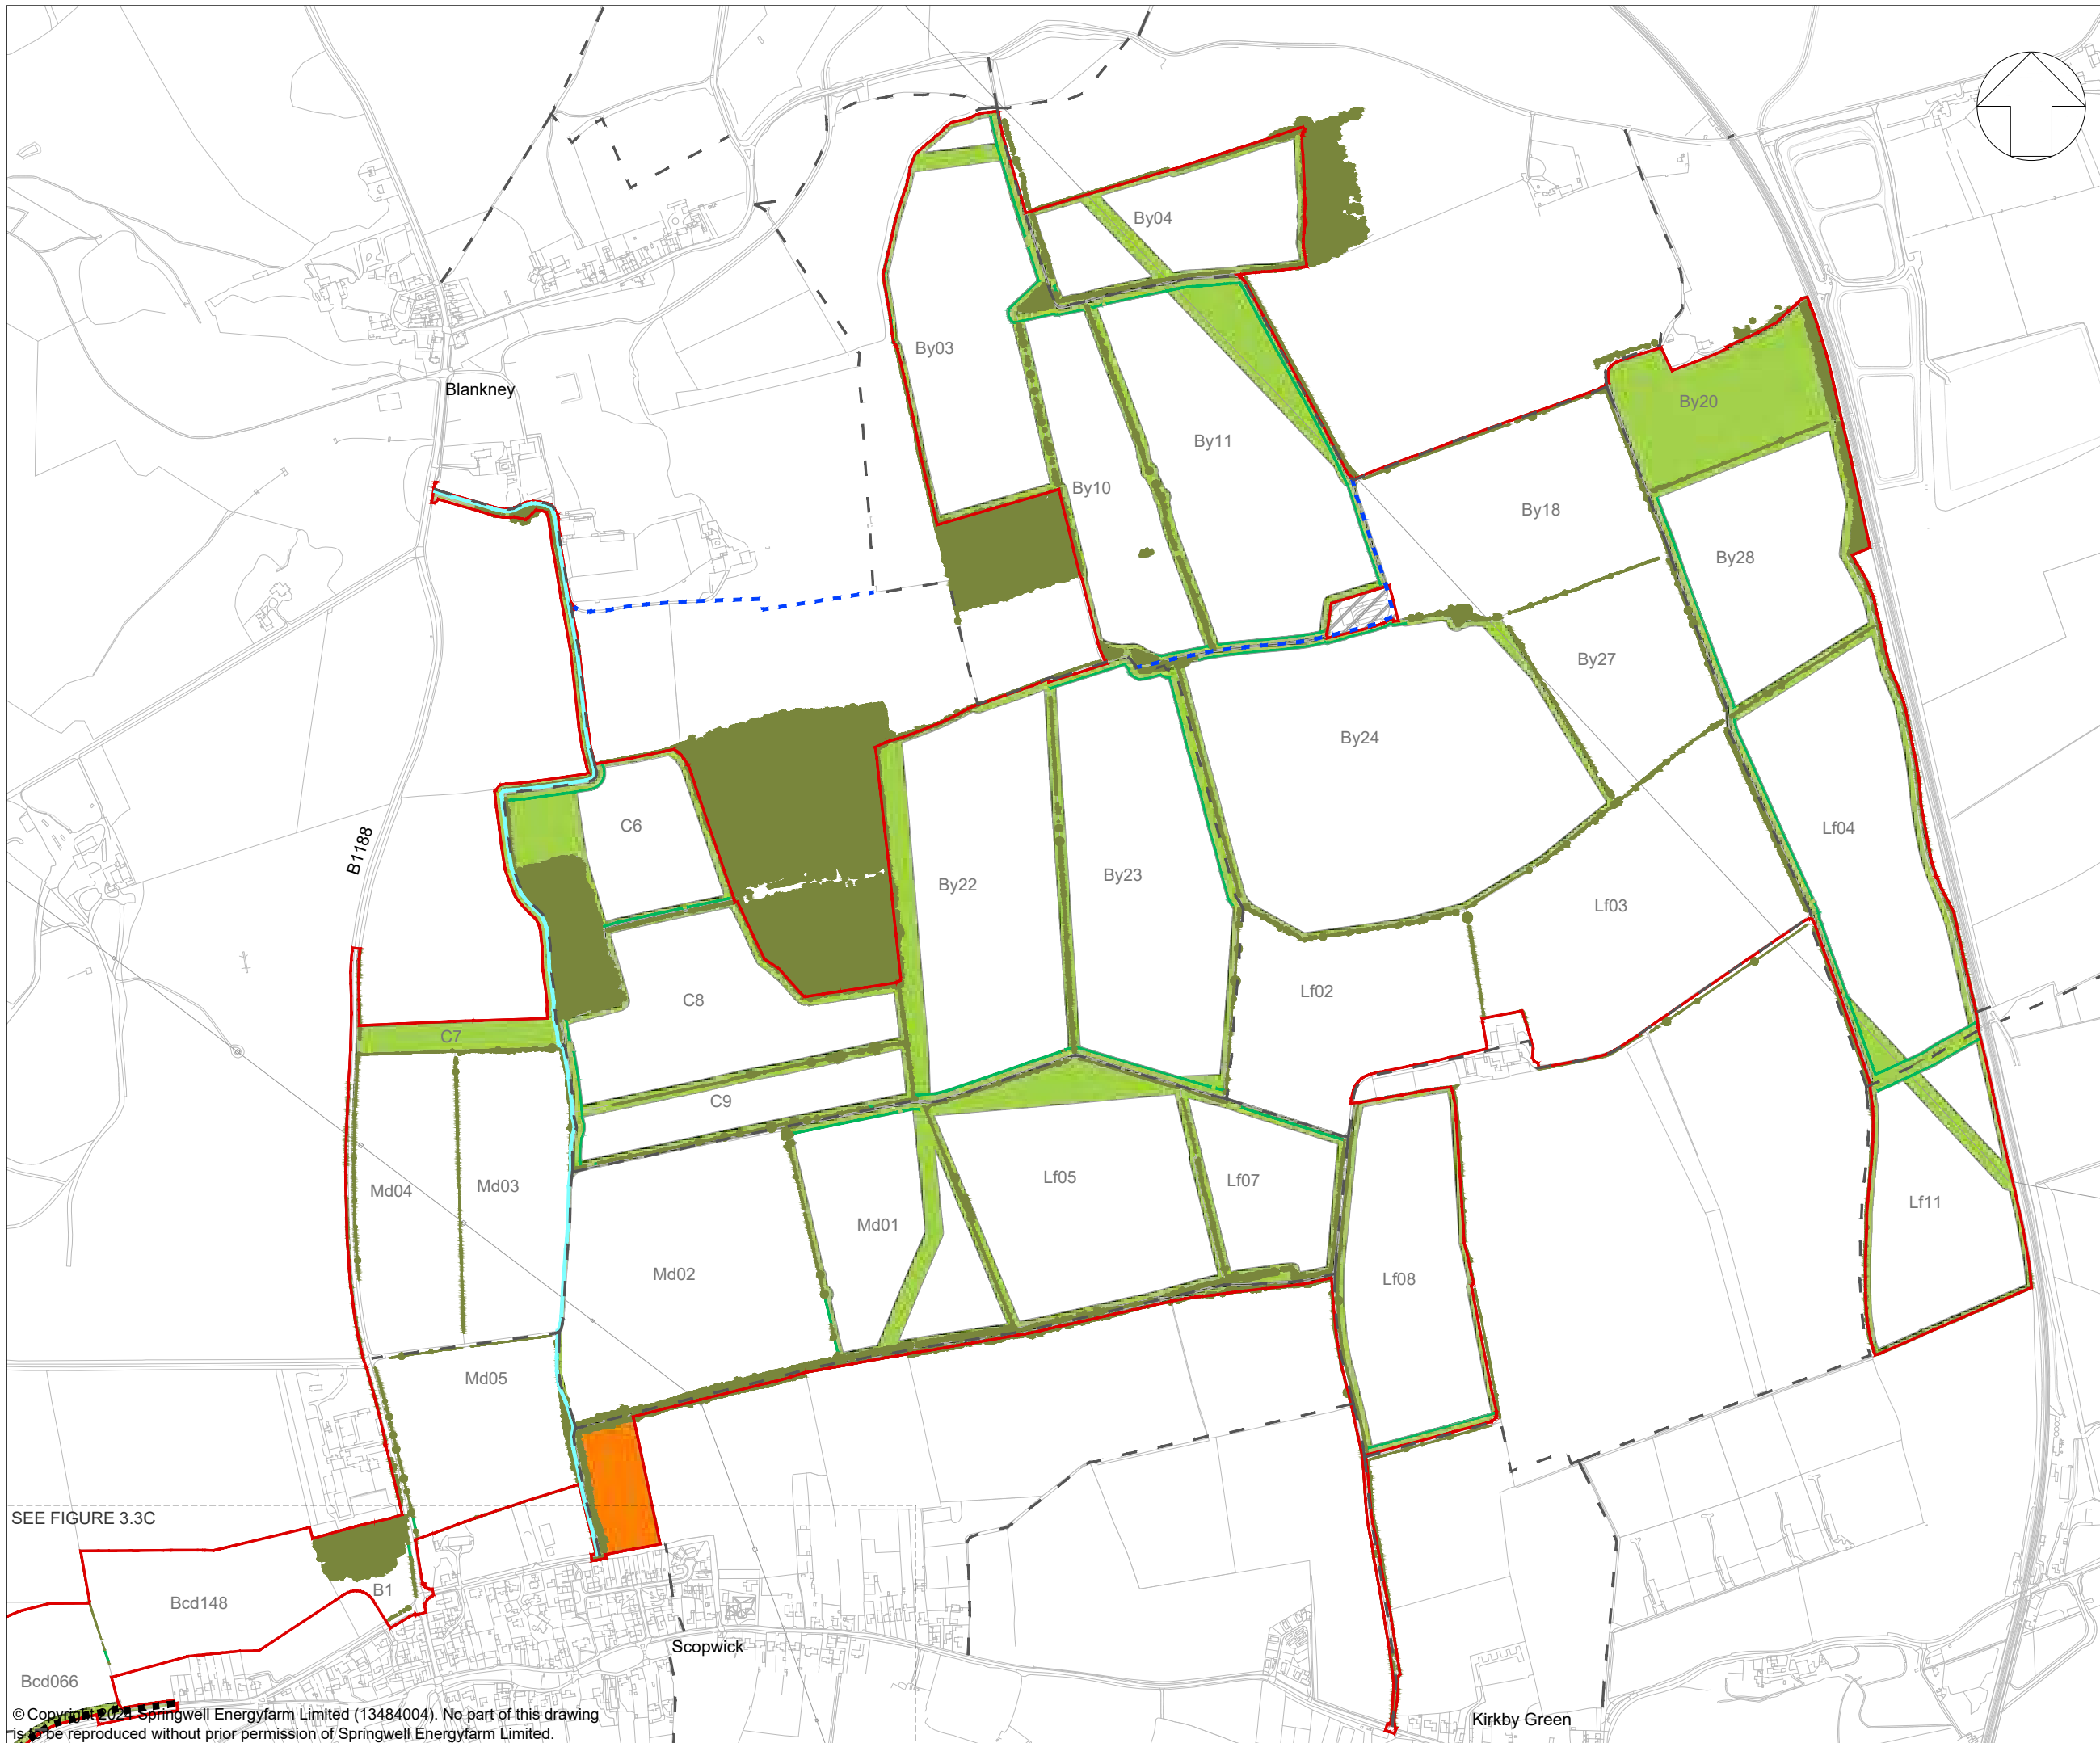 By04
By03
By20
Blankney
By11
By10
By18
By28
By27
By24
C6
B1188
Lf04
By22
By23
Lf03
Lf02
C8
C7
C9
Lf05
Lf07
Md04
Md03
Lf11
Md01
Md02
Lf08
Md05
SEE FIGURE 3.3C
B1
Bcd148
Scopwick
Bcd066
© Copyright 2024 Springwell Energyfarm Limited (13484004). No part of this drawing
is to be reproduced without prior permission of Springwell Energyfarm Limited.
Kirkby Green